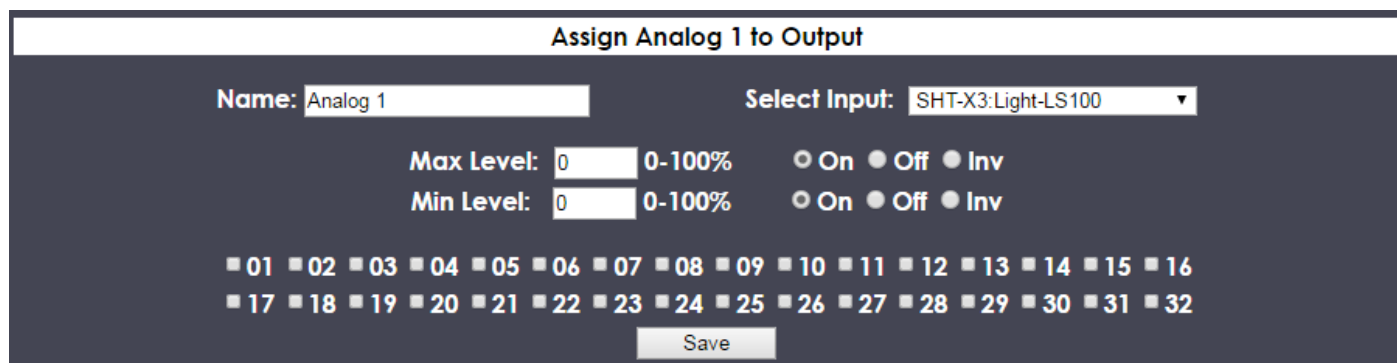 Assign Analog 1 to Output
Name: Analog 1 Select Input: SHT-X3:Light-LS100
Max Level: 0 0-100% On Off Inv
Min Level: 0 0-100% On Off Inv
01 02 03 04 05 06 07 08 09 10 11 12 13 14 15 16
17 18 19 20 21 22 23 24 25 26 27 28 29 30 31 32
Save